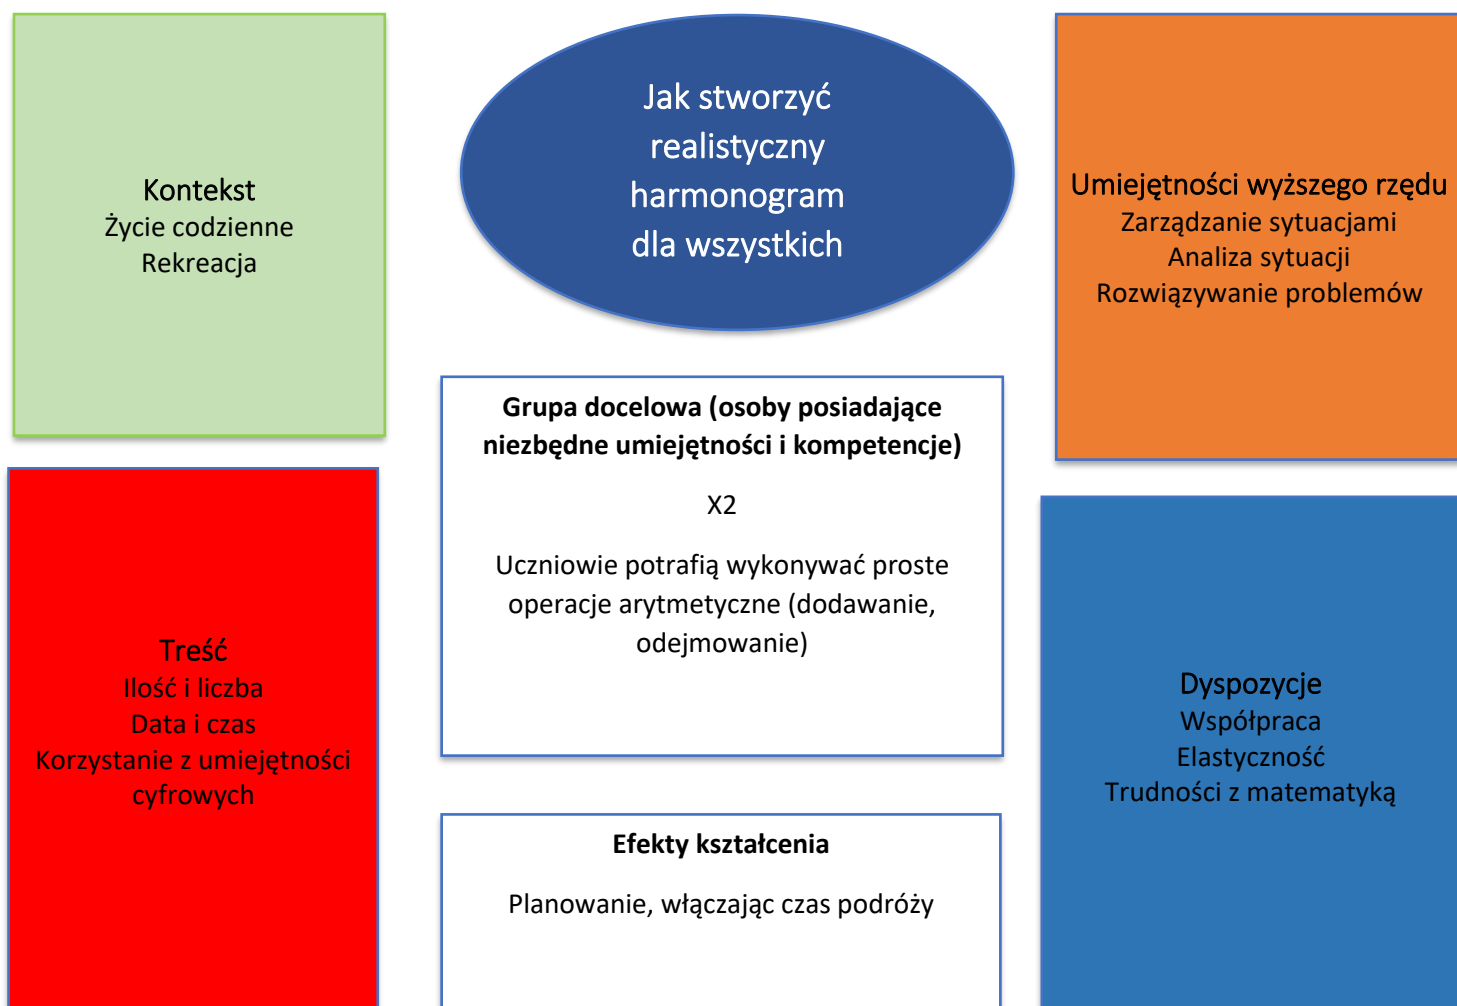 Kontekst
Życie codzienne
Rekreacja
Jak stworzyć
realistyczny
harmonogram
dla wszystkich
Umiejętności wyższego rzędu
Zarządzanie sytuacjami
Analiza sytuacji
Rozwiązywanie problemów
Grupa docelowa (osoby posiadające
niezbędne umiejętności i kompetencje)
X2
Uczniowie potrafią wykonywać proste
operacje arytmetyczne (dodawanie,
odejmowanie)
Treść
Ilość i liczba
Data i czas
Korzystanie z umiejętności
cyfrowych
Dyspozycje
Współpraca
Elastyczność
Trudności z matematyką
Efekty kształcenia
Planowanie, włączając czas podróży